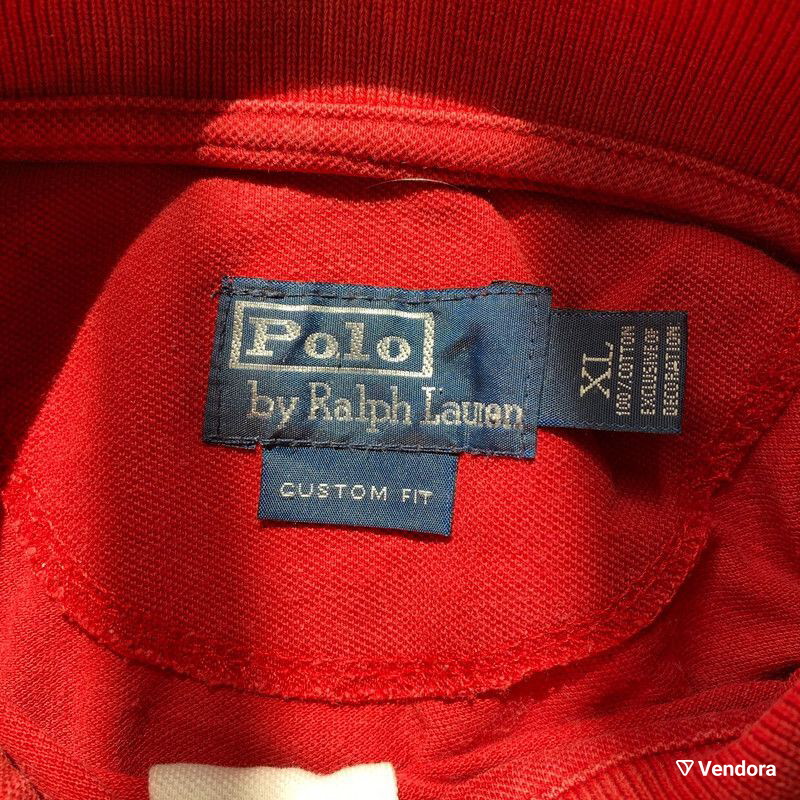 Polo
by Ralph Lauren
CUSTOM FIT
XL
100% COTTON
EXCLUSIVE OF
DECORATION
Vendora